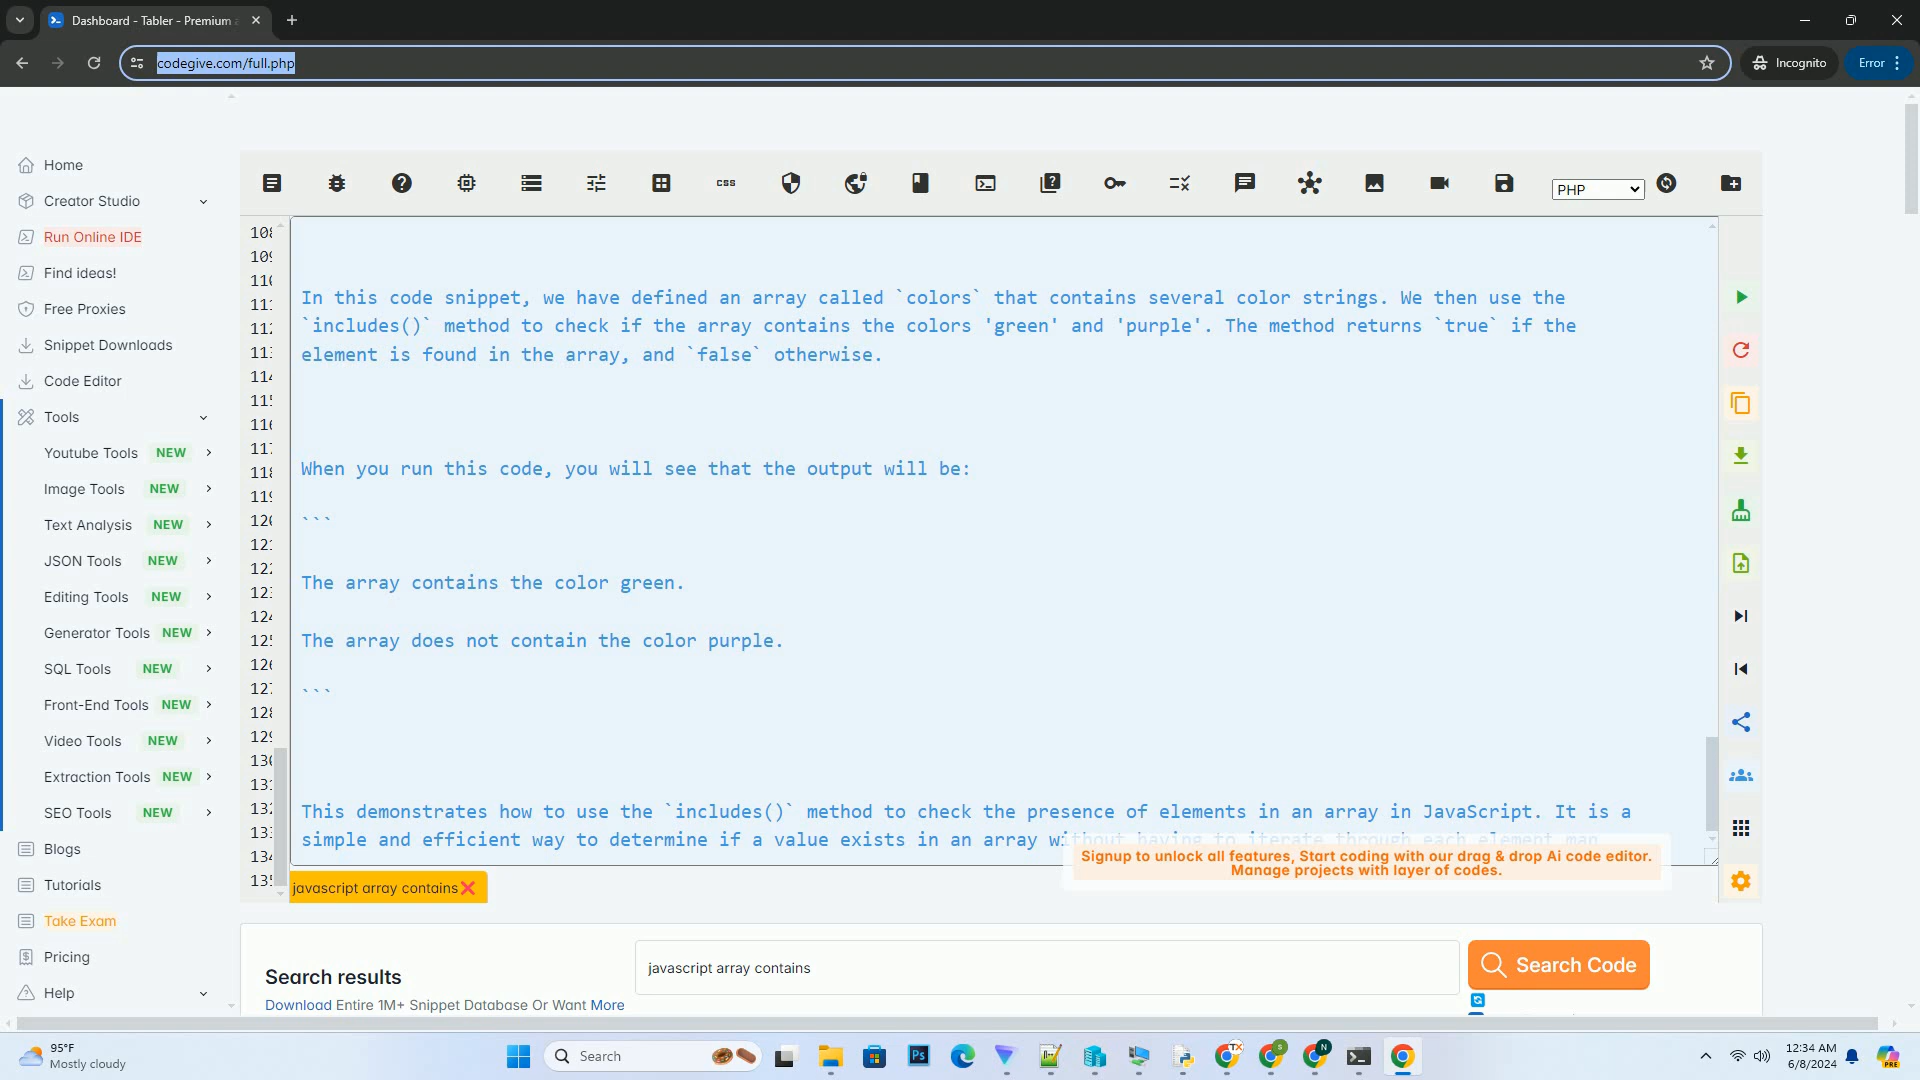 Dashboard - Tabler - Premium
codegive.com/full.php
Incognito
Error
Home
Creator Studio
Run Online IDE
Find ideas!
Free Proxies
Snippet Downloads
Code Editor
Tools
Youtube Tools NEW
Image Tools NEW
Text Analysis NEW
JSON Tools NEW
Editing Tools NEW
Generator Tools NEW
SQL Tools NEW
Front-End Tools NEW
Video Tools NEW
Extraction Tools NEW
SEO Tools NEW
Blogs
Tutorials
Take Exam
Pricing
Help
css
PHP
In this code snippet, we have defined an array called `colors` that contains several color strings. We then use the
`includes()` method to check if the array contains the colors 'green' and 'purple'. The method returns `true` if the
element is found in the array, and `false` otherwise.
When you run this code, you will see that the output will be:
```
The array contains the color green.
The array does not contain the color purple.
```
This demonstrates how to use the `includes()` method to check the presence of elements in an array in JavaScript. It is a
simple and efficient way to determine if a value exists in an array without having to iterate through each element man
Signup to unlock all features, Start coding with our drag & drop Ai code editor.
Manage projects with layer of codes.
javascript array contains
Search results
Download Entire 1M+ Snippet Database Or Want More
javascript array contains
Search Code
95°F
Mostly cloudy
Search
12:34 AM
6/8/2024